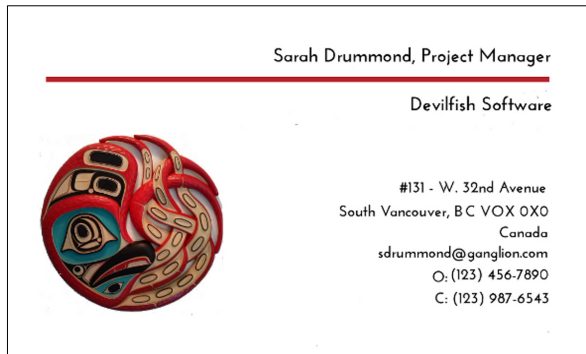 Sarah Drummond, Project Manager
Devilfish Software
#131 - W. 32nd Avenue
South Vancouver, BC VOX 0X0
Canada
sdrummond@ganglion.com
O: (123) 456-7890
C: (123) 987-6543